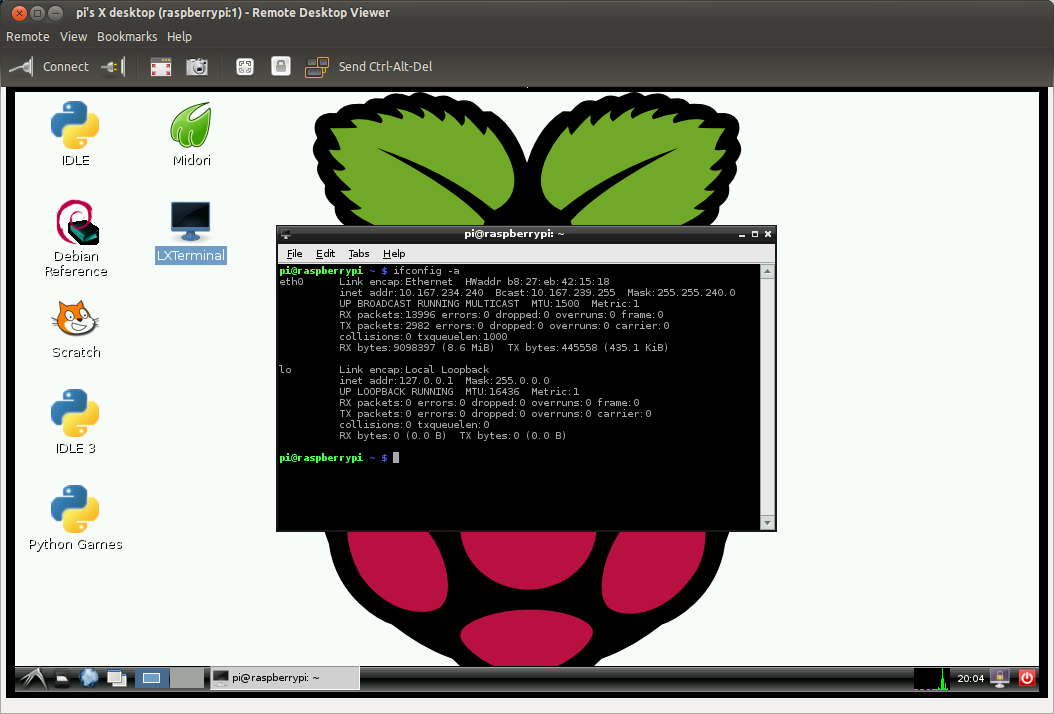 pi's X desktop (raspberrypi:1) - Remote Desktop Viewer
Remote View Bookmarks Help
Connect Send Ctrl-Alt-Del
IDLE
Midori
Debian
Reference
LXTerminal
Scratch
IDLE 3
Python Games
pi@raspberrypi: ~
File Edit Tabs Help
pi@raspberrypi ~ $ ifconfig -a
eth0 Link encap:Ethernet HWaddr b8:27:eb:42:15:18
inet addr:10.167.234.240 Bcast:10.167.239.255 Mask:255.255.240.0
UP BROADCAST RUNNING MULTICAST MTU:1500 Metric:1
RX packets:13996 errors:0 dropped:0 overruns:0 frame:0
TX packets:2982 errors:0 dropped:0 overruns:0 carrier:0
collisions:0 txqueuelen:1000
RX bytes:9098397 (8.6 MiB) TX bytes:445558 (435.1 KiB)
lo Link encap:Local Loopback
inet addr:127.0.0.1 Mask:255.0.0.0
UP LOOPBACK RUNNING MTU:16436 Metric:1
RX packets:0 errors:0 dropped:0 overruns:0 frame:0
TX packets:0 errors:0 dropped:0 overruns:0 carrier:0
collisions:0 txqueuelen:0
RX bytes:0 (0.0 B) TX bytes:0 (0.0 B)
pi@raspberrypi ~ $
pi@raspberrypi: ~
20:04